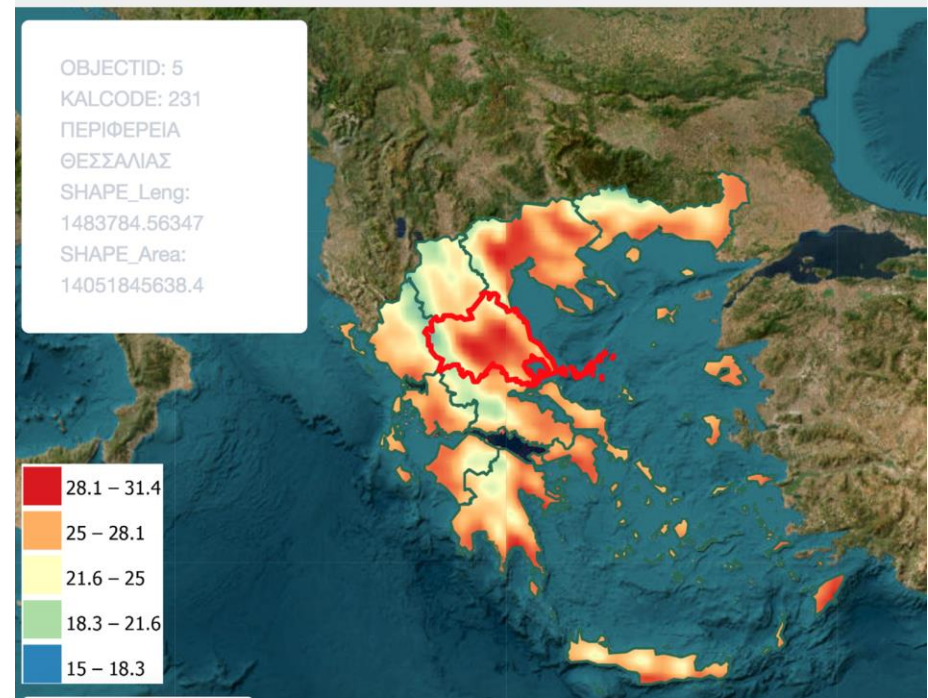 OBJECTID: 5
KALCODE: 231
ΠΕΡΙΦΕΡΕΙΑ
ΘΕΣΣΑΛΙΑΣ
SHAPE_Leng:
1483784.56347
SHAPE_Area:
14051845638.4
28.1 – 31.4
25 – 28.1
21.6 – 25
18.3 – 21.6
15 – 18.3